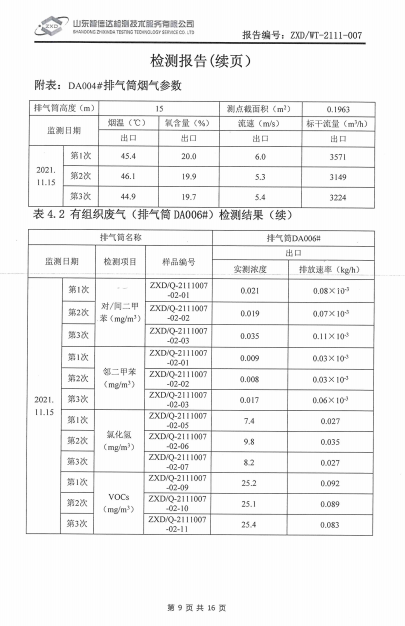 山东智信达检测技术服务有限公司
SHANDONG ZHIXINDA TESTING TECHNOLOGY SERVICE CO. LTD
ZXD
报告编号：ZXD/WT-2111-007
检测报告(续页)
附表：DA004#排气筒烟气参数
排气筒高度（m） 15 测点截面积（m²） 0.1963
监测日期 烟温（℃） 氧含量（%） 流速（m/s） 标干流量（m³/h）
出口 出口 出口 出口
2021.11.15 第1次 45.4 20.0 6.0 3571
第2次 46.1 19.9 5.3 3149
第3次 44.9 19.7 5.4 3224
表 4.2 有组织废气（排气筒 DA006#）检测结果（续）
排气筒名称 排气筒DA006#
监测日期 检测项目 样品编号 出口
实测浓度 排放速率（kg/h）
2021.11.15 第1次 对/间二甲苯（mg/m³） ZXD/Q-2111007-02-01 0.021 0.08×10-3
第2次 ZXD/Q-2111007-02-02 0.019 0.07×10-3
第3次 ZXD/Q-2111007-02-03 0.035 0.11×10-3
第1次 邻二甲苯（mg/m³） ZXD/Q-2111007-02-01 0.009 0.03×10-3
第2次 ZXD/Q-2111007-02-02 0.008 0.03×10-3
第3次 ZXD/Q-2111007-02-03 0.017 0.06×10-3
第1次 氯化氢（mg/m³） ZXD/Q-2111007-02-05 7.4 0.027
第2次 ZXD/Q-2111007-02-06 9.8 0.035
第3次 ZXD/Q-2111007-02-07 8.2 0.027
第1次 VOCs（mg/m³） ZXD/Q-2111007-02-09 25.2 0.092
第2次 ZXD/Q-2111007-02-10 25.1 0.089
第3次 ZXD/Q-2111007-02-11 25.4 0.083
第 9 页 共 16 页